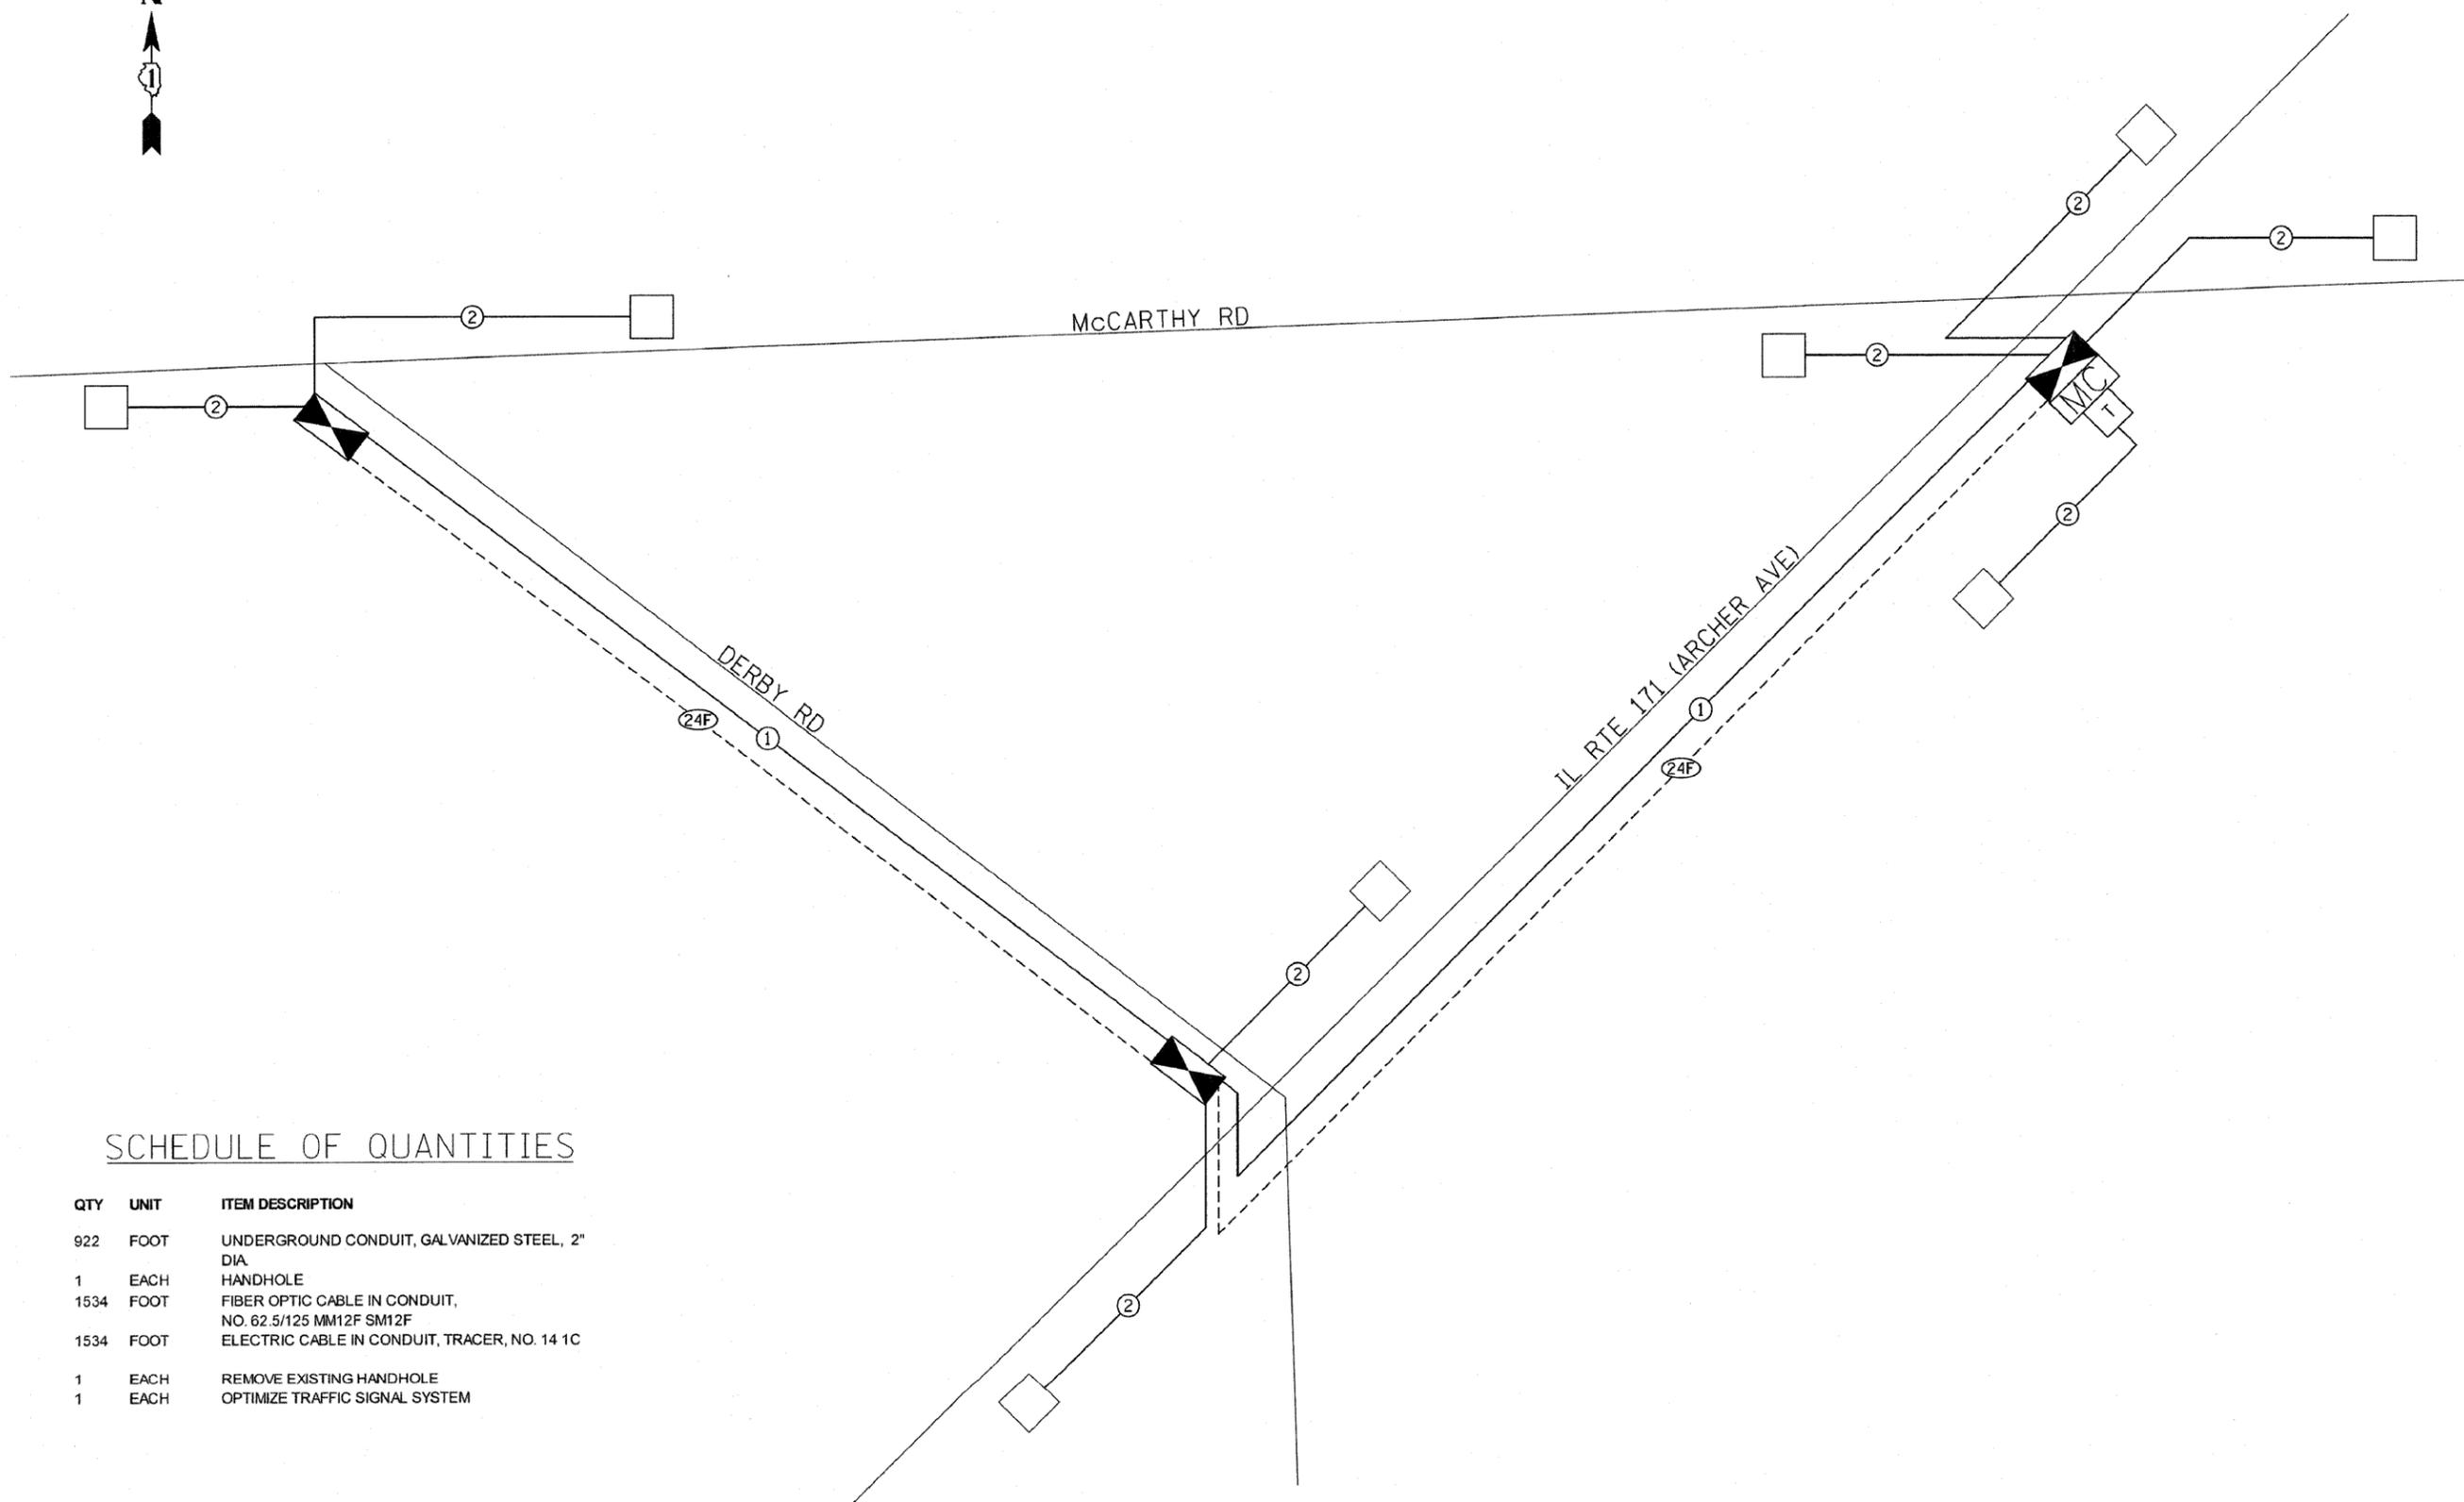 N
1
2
2
2
McCARTHY RD
2
2
2
MC
T
2
DERBY RD
24F
1
IL RTE 171 (ARCHER AVE)
1
24F
2
2
SCHEDULE OF QUANTITIES
QTY UNIT ITEM DESCRIPTION
922 FOOT UNDERGROUND CONDUIT, GALVANIZED STEEL, 2"
DIA.
1 EACH HANDHOLE
1534 FOOT FIBER OPTIC CABLE IN CONDUIT,
NO. 62.5/125 MM12F SM12F
1534 FOOT ELECTRIC CABLE IN CONDUIT, TRACER, NO. 14 1C
1 EACH REMOVE EXISTING HANDHOLE
1 EACH OPTIMIZE TRAFFIC SIGNAL SYSTEM